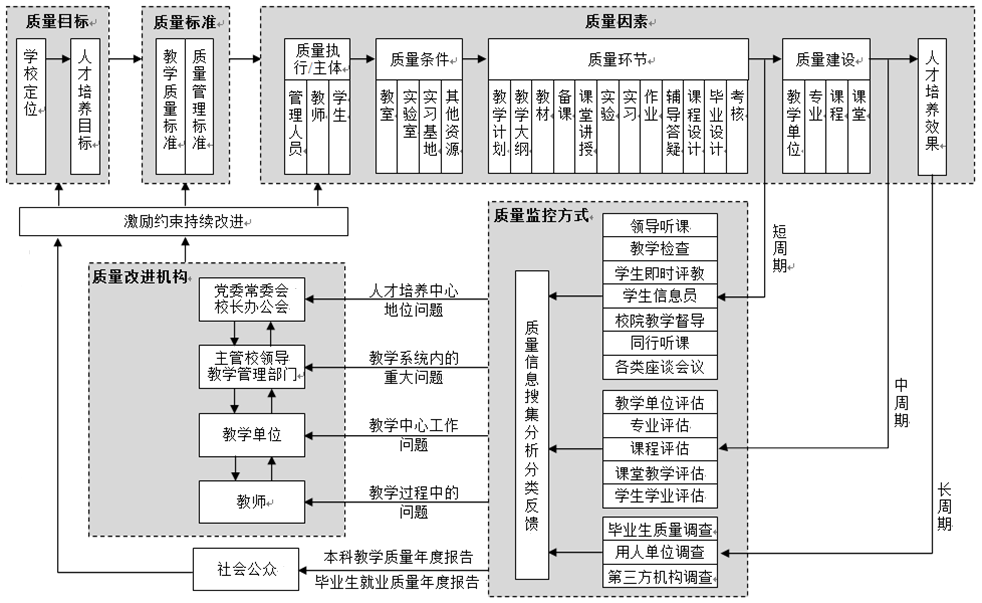 质量目标
学校定位
人才培养目标
质量标准
教学质量标准
质量管理标准
质量因素
质量执
行/主体
管理人员
教师
学生
质量条件
教室
实验室
实习基地
其他资源
质量环节
教学计划
教学大纲
教材
备课
课堂讲授
实验
实习
作业
辅导答疑
课程设计
毕业设计
考核
质量建设
教学单位
专业
课程
课堂
人才培养效果
激励约束持续改进
质量改进机构
党委常委会
校长办公会
主管校领导
教学管理部门
教学单位
教师
人才培养中心
地位问题
教学系统内的
重大问题
教学中心工作
问题
教学过程中的
问题
质量监控方式
质量信息搜集分析分类反馈
领导听课
教学检查
学生即时评教
学生信息员
校院教学督导
同行听课
各类座谈会议
教学单位评估
专业评估
课程评估
课堂教学评估
学生学业评估
毕业生质量调查
用人单位调查
第三方机构调查
短周期
中周期
长周期
社会公众
本科教学质量年度报告
毕业生就业质量年度报告